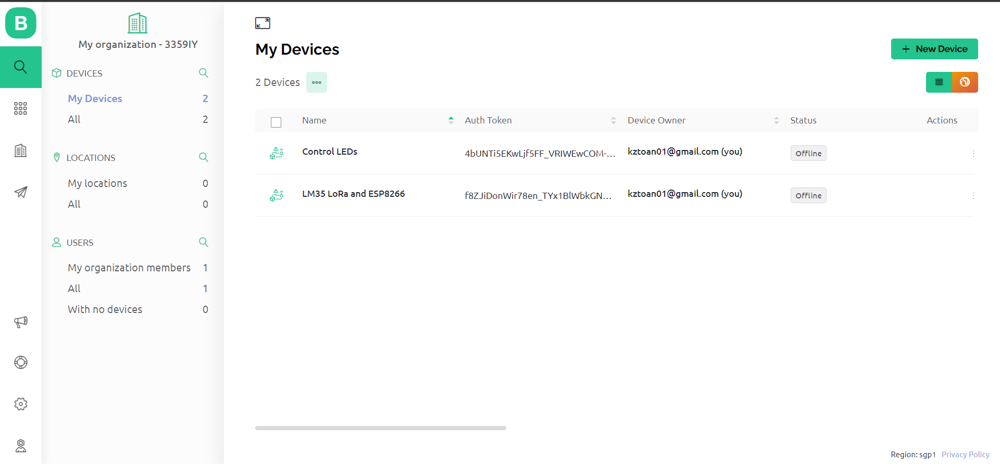 B
My organization - 3359IY
DEVICES
My Devices 2
All 2
LOCATIONS
My locations 0
All 0
USERS
My organization members 1
All 1
With no devices 0
My Devices
+ New Device
2 Devices
Name Auth Token Device Owner Status Actions
Control LEDs 4bUNTi5EKwLjf5FF_VRIWEwCOM-... kztoan01@gmail.com (you) Offline
LM35 LoRa and ESP8266 f8ZJiDonWir78en_TYx1BlWbkGN... kztoan01@gmail.com (you) Offline
Region: sgp1 Privacy Policy